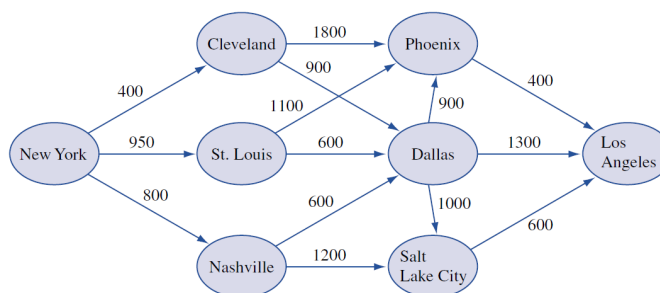 1800
Cleveland
Phoenix
900
400
400
1100
900
New York
950
St. Louis
600
Dallas
1300
Los
Angeles
800
600
1000
600
Nashville
1200
Salt
Lake City